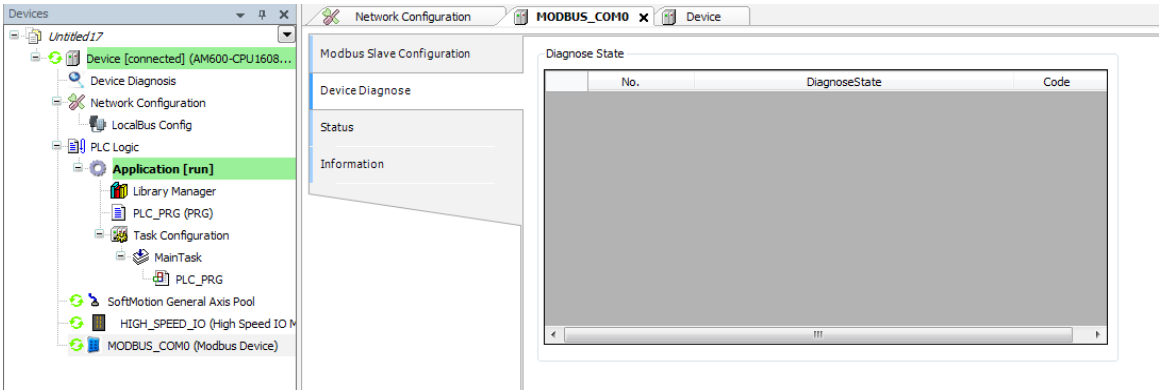 Devices
Untitled17
Device [connected] (AM600-CPU1608...
Device Diagnosis
Network Configuration
LocalBus Config
PLC Logic
Application [run]
Library Manager
PLC_PRG (PRG)
Task Configuration
MainTask
PLC_PRG
SoftMotion General Axis Pool
HIGH_SPEED_IO (High Speed IO M
MODBUS_COM0 (Modbus Device)
Network Configuration MODBUS_COM0 Device
Modbus Slave Configuration
Device Diagnose
Status
Information
Diagnose State
No. DiagnoseState Code